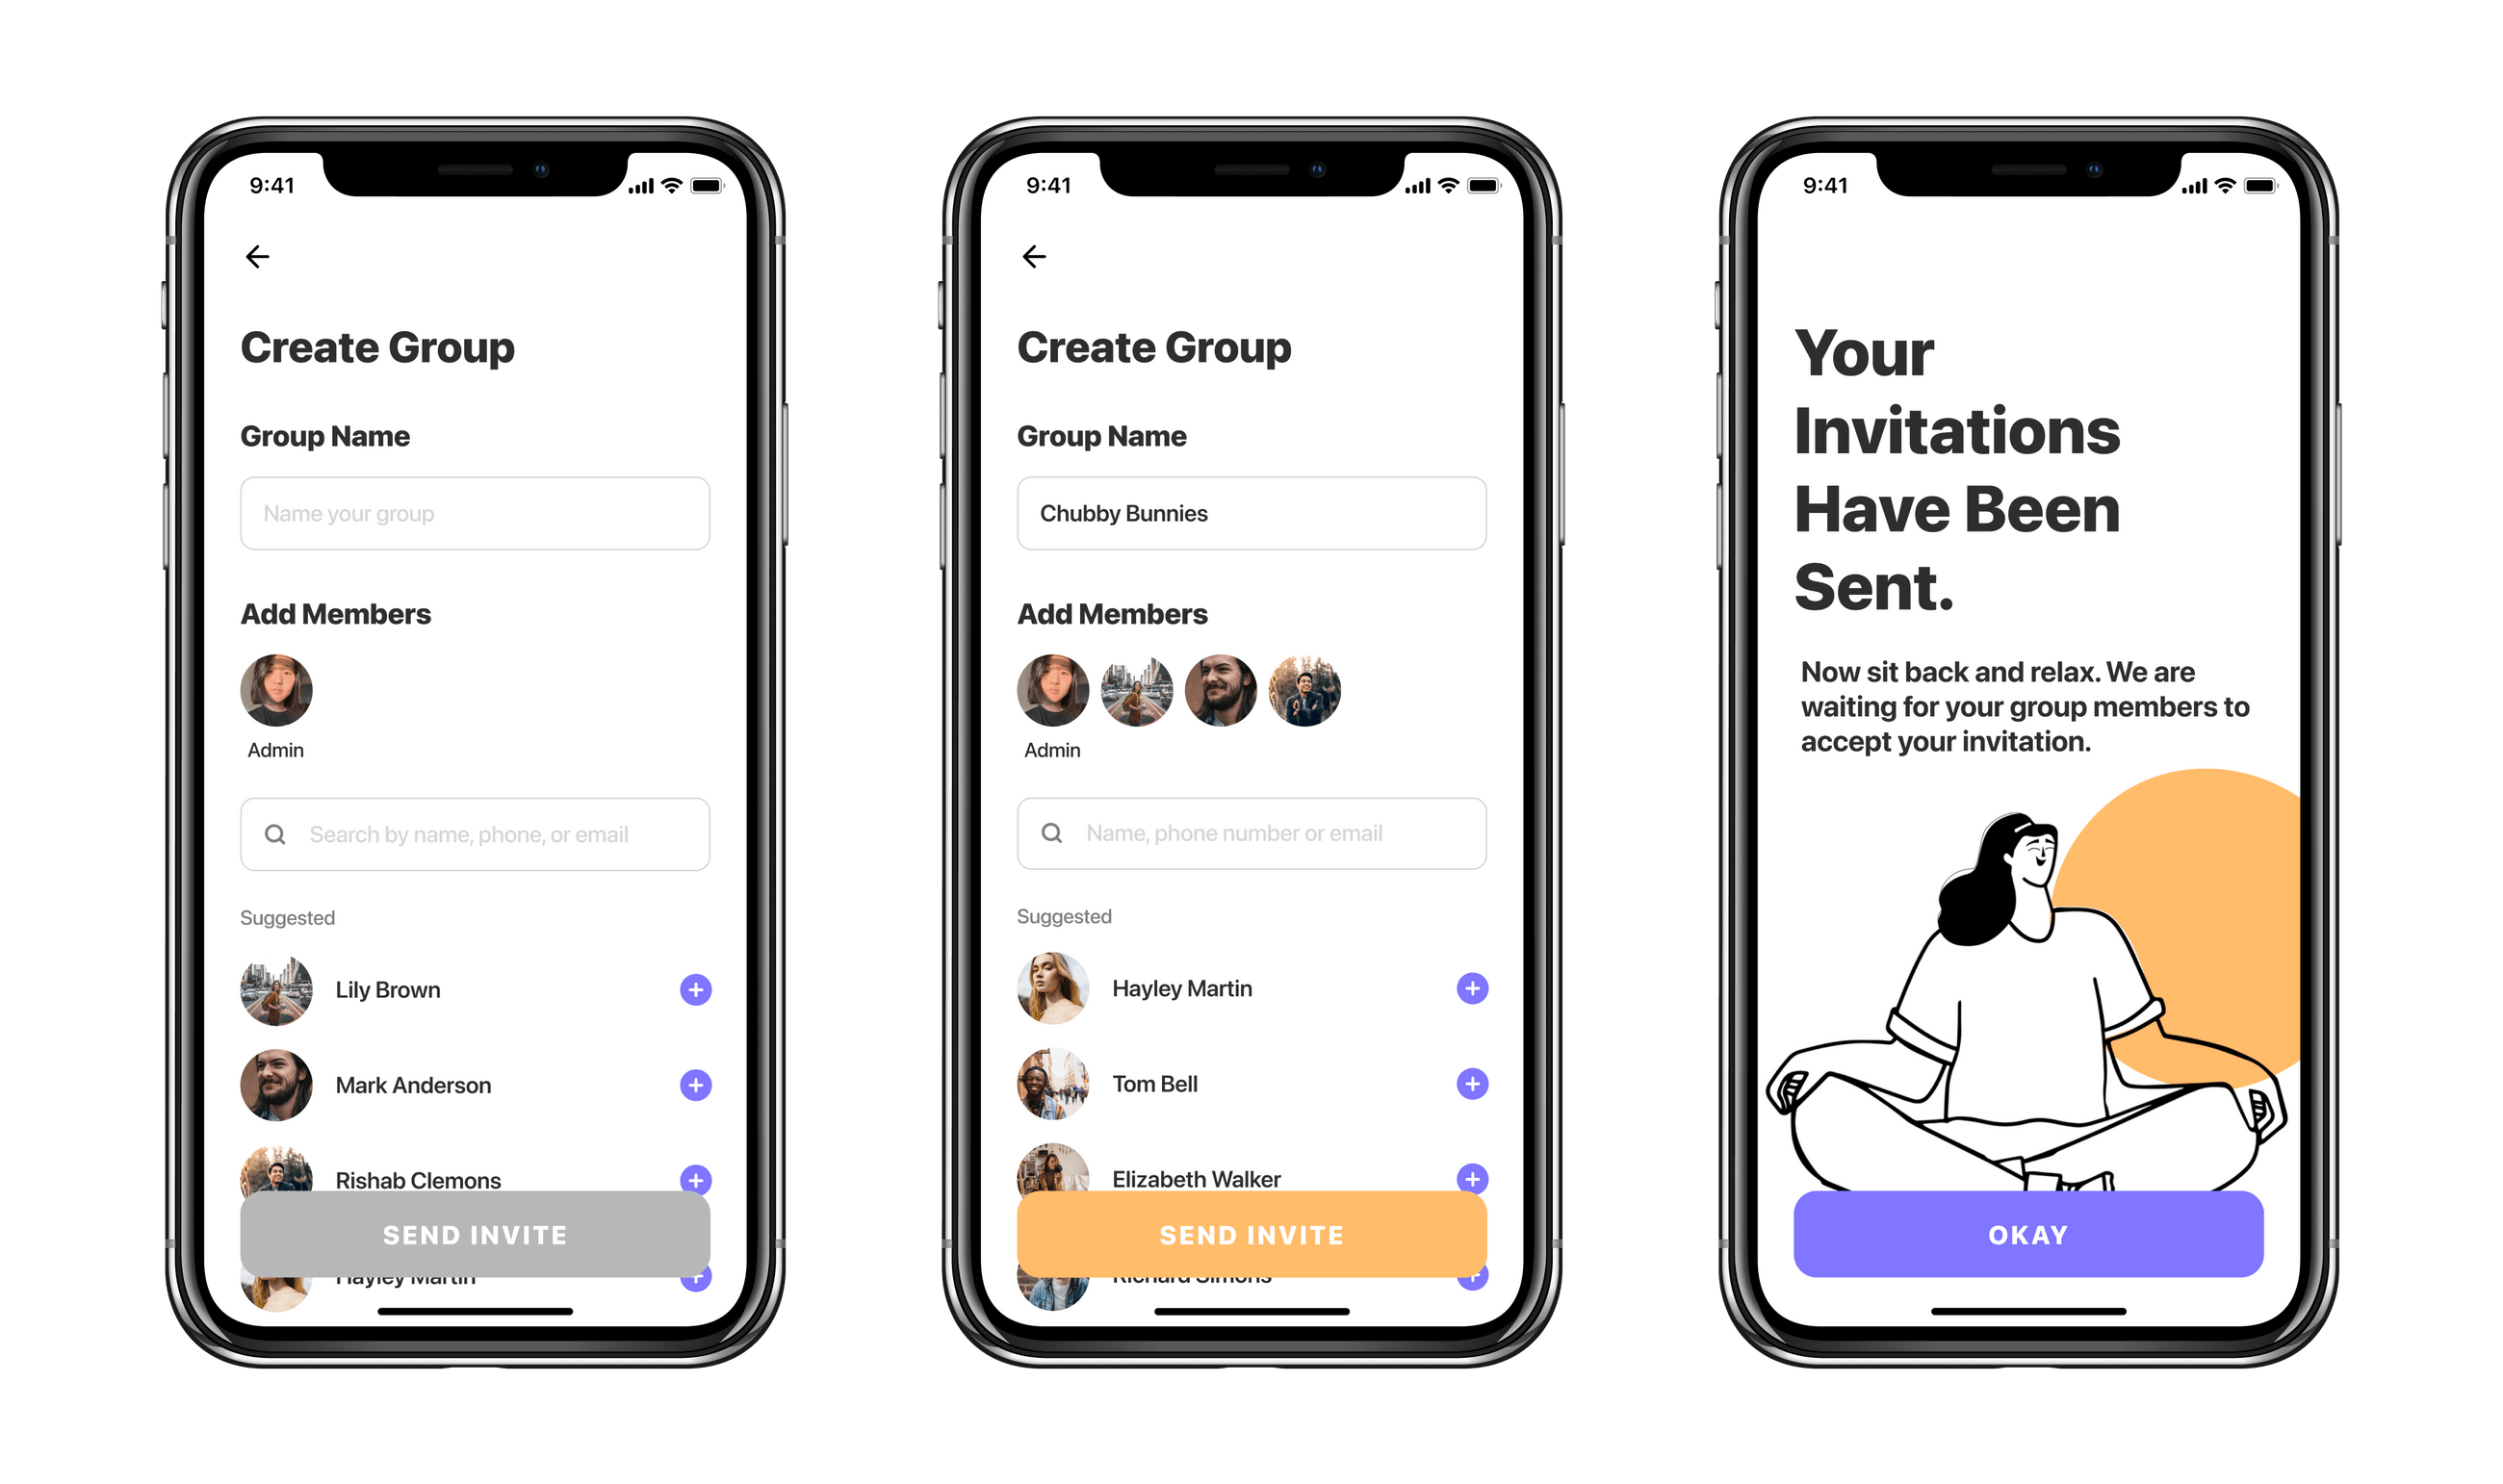 9:41
Create Group
Group Name
Name your group
Add Members
Admin
Search by name, phone, or email
Suggested
Lily Brown
Mark Anderson
Rishab Clemons
SEND INVITE
Hayley Martin
9:41
Create Group
Group Name
Chubby Bunnies
Add Members
Admin
Name, phone number or email
Suggested
Hayley Martin
Tom Bell
Elizabeth Walker
SEND INVITE
Richard Simons
9:41
Your
Invitations
Have Been
Sent.
Now sit back and relax. We are
waiting for your group members to
accept your invitation.
OKAY